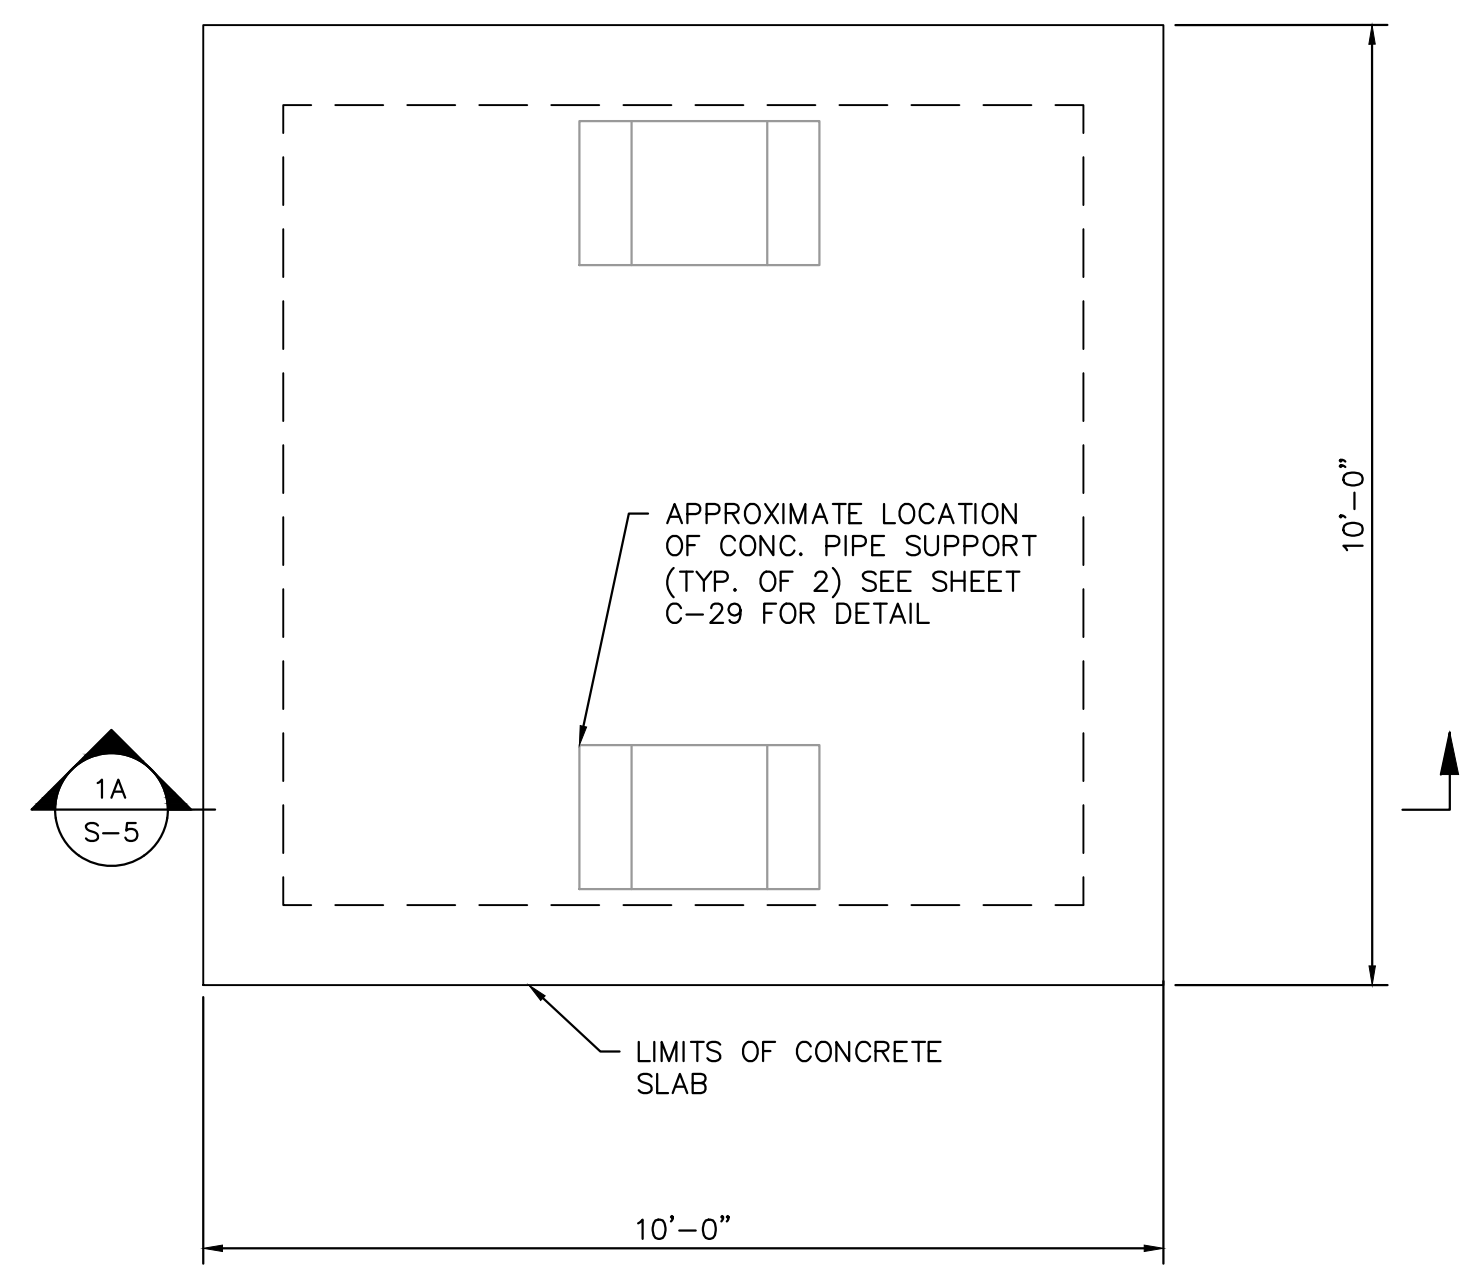 10'-0"
APPROXIMATE LOCATION
OF CONC. PIPE SUPPORT
(TYP. OF 2) SEE SHEET
C-29 FOR DETAIL
1A
S-5
LIMITS OF CONCRETE
SLAB
10'-0"